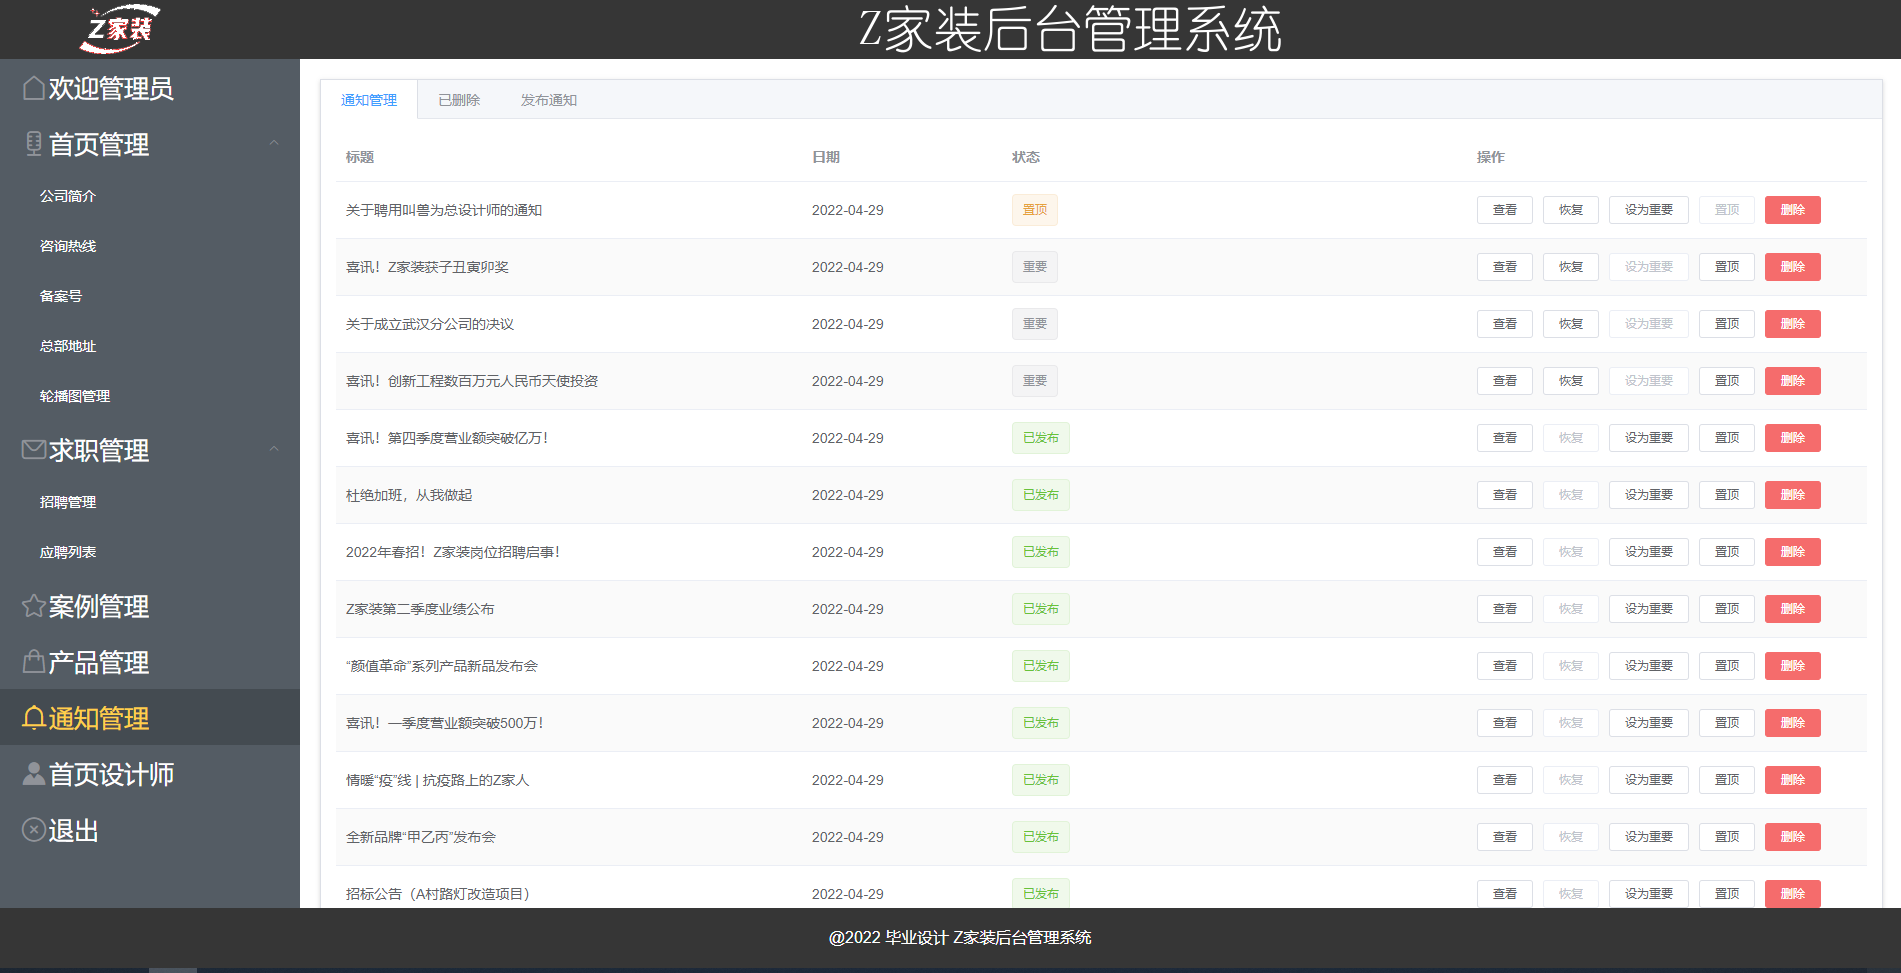 Z家装
Z家装后台管理系统
欢迎管理员
首页管理
公司简介
咨询热线
备案号
总部地址
轮播图管理
求职管理
招聘管理
应聘列表
案例管理
产品管理
通知管理
首页设计师
退出
通知管理 已删除 发布通知
标题 日期 状态 操作
关于聘用叫兽为总设计师的通知 2022-04-29 置顶 查看 恢复 设为重要 置顶 删除
喜讯！Z家装获子丑寅卯奖 2022-04-29 重要 查看 恢复 设为重要 置顶 删除
关于成立武汉分公司的决议 2022-04-29 重要 查看 恢复 设为重要 置顶 删除
喜讯！创新工程数百万元人民币天使投资 2022-04-29 重要 查看 恢复 设为重要 置顶 删除
喜讯！第四季度营业额突破亿万！ 2022-04-29 已发布 查看 恢复 设为重要 置顶 删除
杜绝加班，从我做起 2022-04-29 已发布 查看 恢复 设为重要 置顶 删除
2022年春招！Z家装岗位招聘启事！ 2022-04-29 已发布 查看 恢复 设为重要 置顶 删除
Z家装第二季度业绩公布 2022-04-29 已发布 查看 恢复 设为重要 置顶 删除
“颜值革命”系列产品新品发布会 2022-04-29 已发布 查看 恢复 设为重要 置顶 删除
喜讯！一季度营业额突破500万！ 2022-04-29 已发布 查看 恢复 设为重要 置顶 删除
情暖“疫”线 | 抗疫路上的Z家人 2022-04-29 已发布 查看 恢复 设为重要 置顶 删除
全新品牌“甲乙丙”发布会 2022-04-29 已发布 查看 恢复 设为重要 置顶 删除
招标公告（A村路灯改造项目） 2022-04-29 已发布 查看 恢复 设为重要 置顶 删除
@2022 毕业设计 Z家装后台管理系统